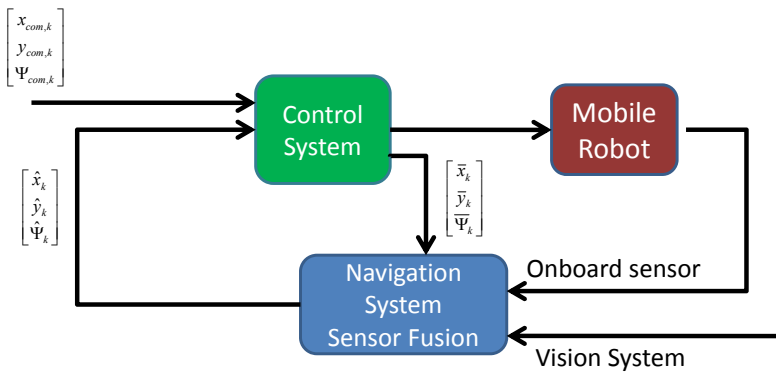 x_{com,k}
y_{com,k}
Ψ_{com,k}
Control
System
Mobile
Robot
x̂_k
ŷ_k
Ψ̂_k
x̄_k
ȳ_k
Ψ̄_k
Navigation
System
Sensor Fusion
Onboard sensor
Vision System